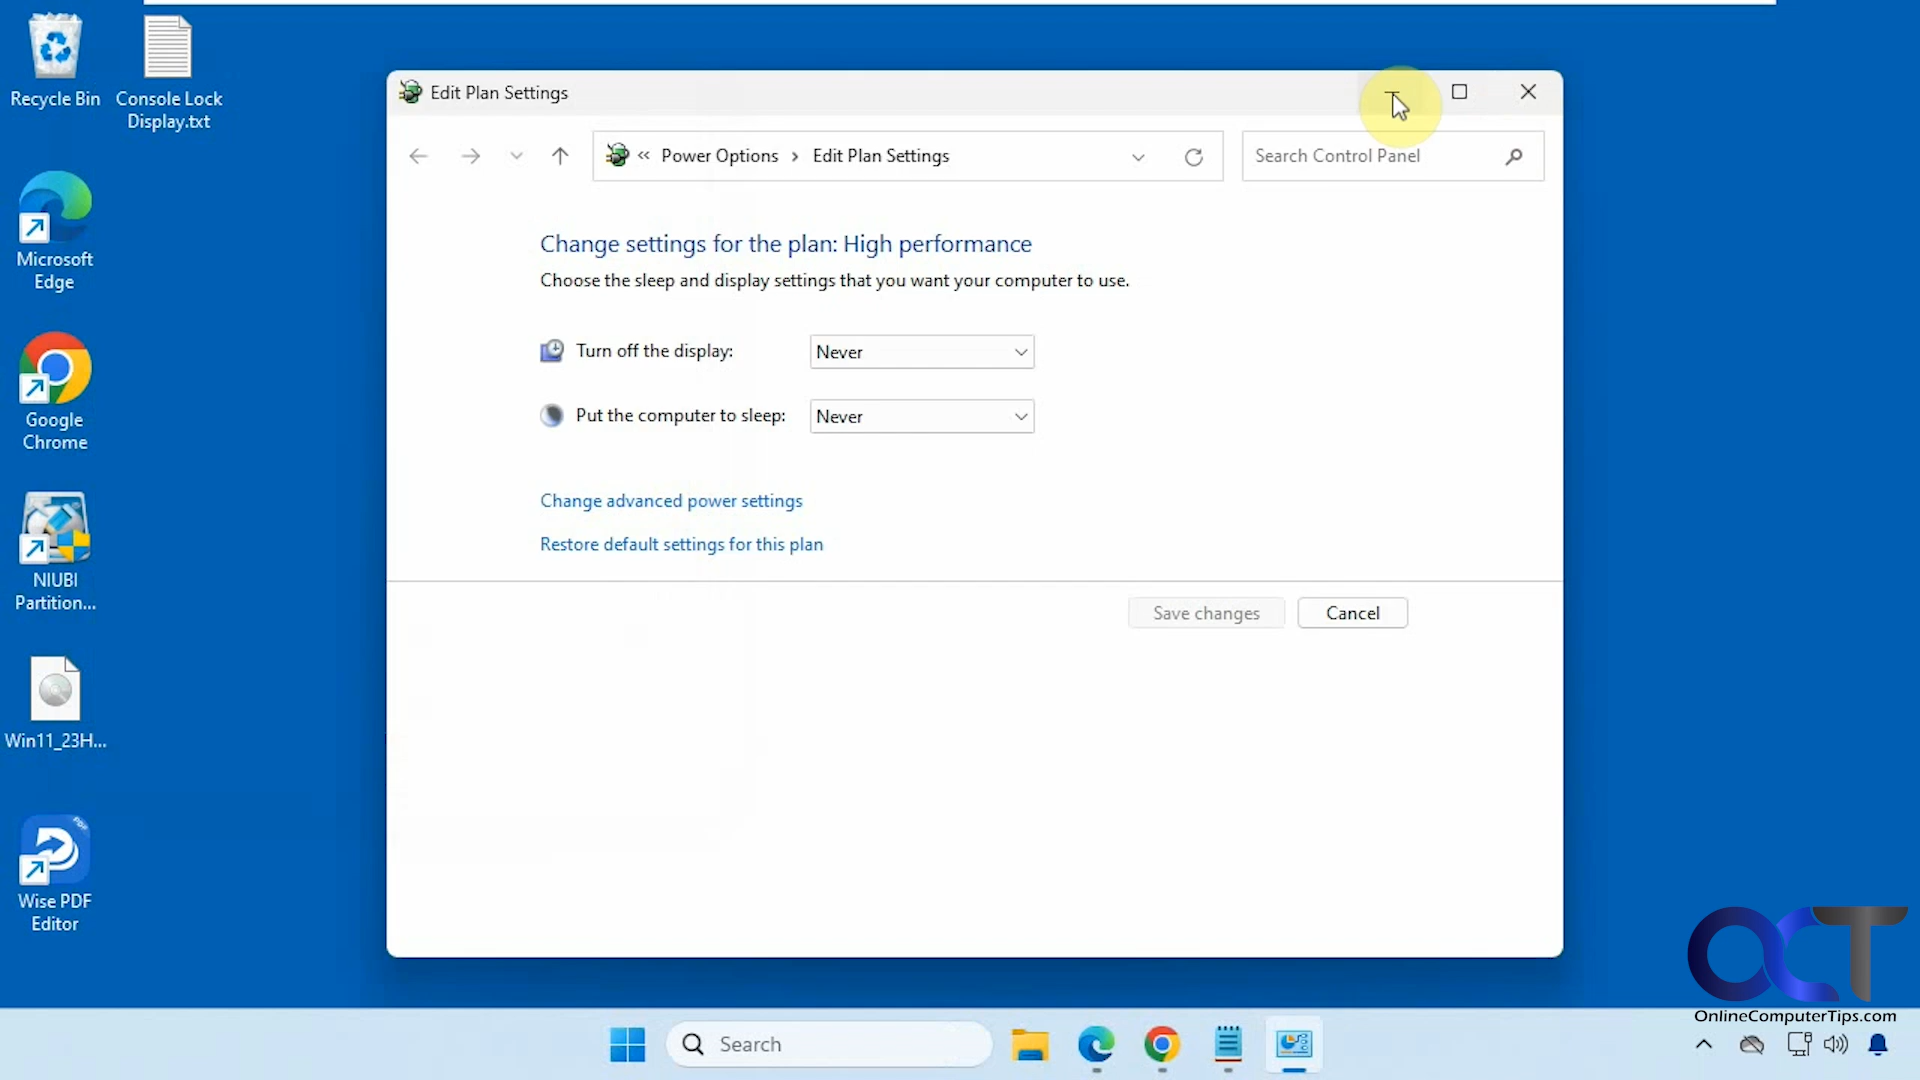 Recycle Bin
Console Lock
Display.txt
Microsoft
Edge
Google
Chrome
NIUBI
Partition...
Win11_23H...
PDF
Wise PDF
Editor
Edit Plan Settings
« Power Options > Edit Plan Settings
Search Control Panel
Change settings for the plan: High performance
Choose the sleep and display settings that you want your computer to use.
Turn off the display: Never
Put the computer to sleep: Never
Change advanced power settings
Restore default settings for this plan
Save changes Cancel
OCT
OnlineComputerTips.com
Search